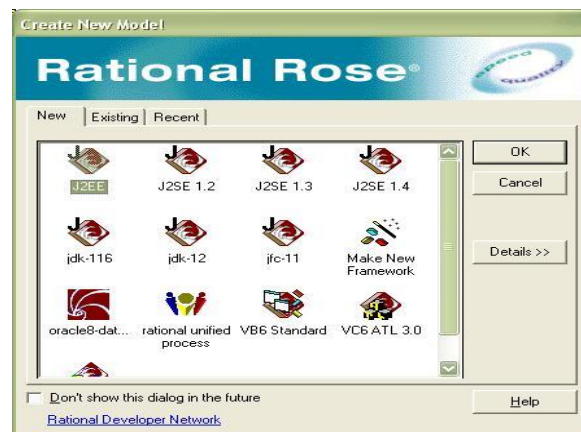 Create New Model
Rational Rose®
speed
quality
New Existing Recent
OK
Cancel
Details >>
J2EE J2SE 1.2 J2SE 1.3 J2SE 1.4
jdk-116 jdk-12 jfc-11 Make New Framework
oracle8-dat... rational unified process VB6 Standard VC6 ATL 3.0
Don't show this dialog in the future
Help
Rational Developer Network